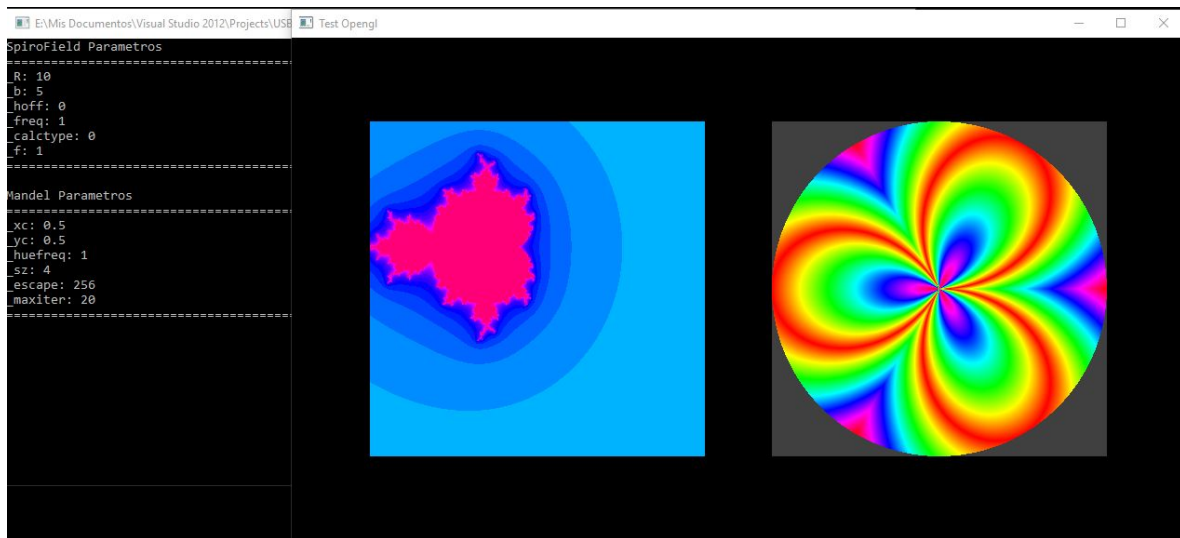 E:\Mis Documentos\Visual Studio 2012\Projects\USB
Test Opengl
SpiroField Parametros
=======================================
_R: 10
_b: 5
_hoff: 0
_freq: 1
_calctype: 0
_f: 1
=======================================
Mandel Parametros
=======================================
_xc: 0.5
_yc: 0.5
_huefreq: 1
_sz: 4
_escape: 256
_maxiter: 20
=======================================